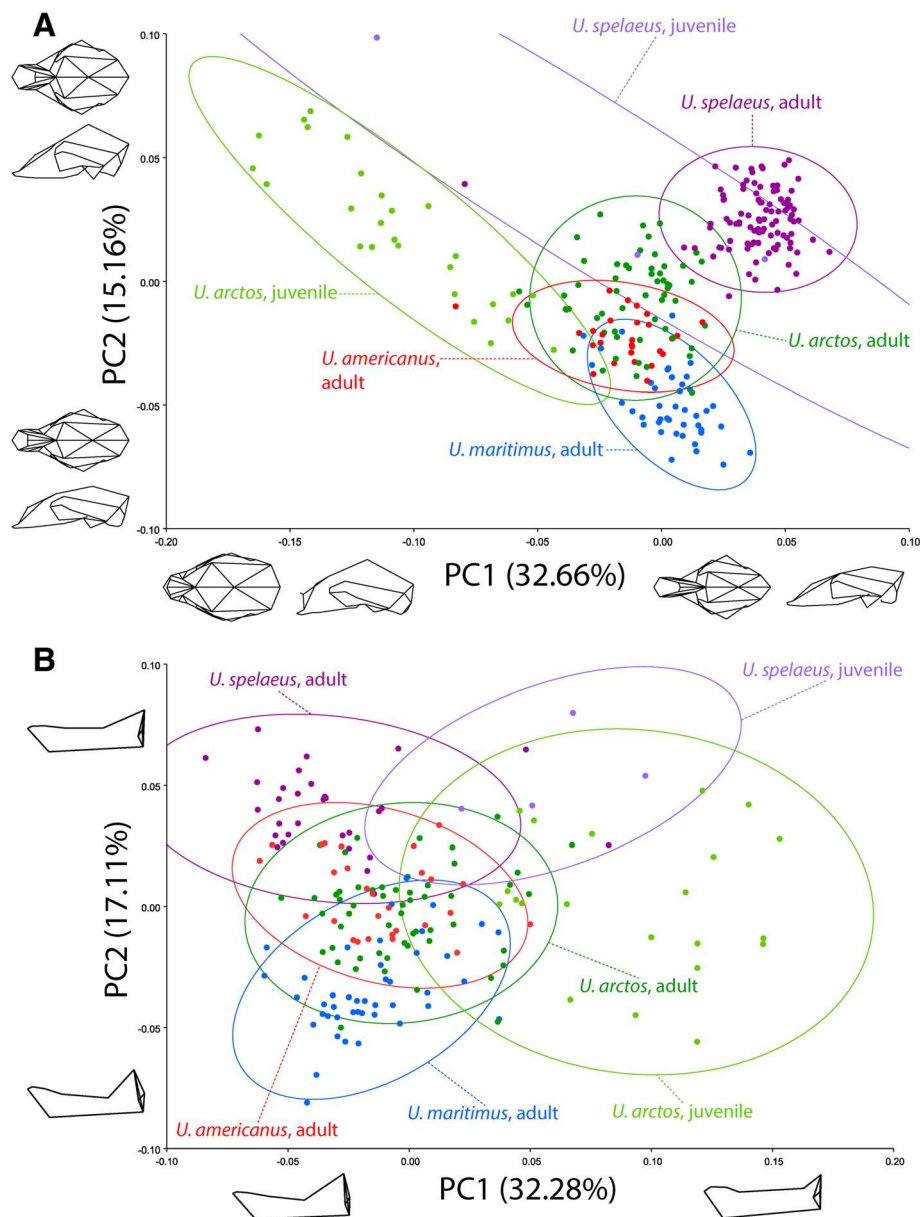 A
U. spelaeus, juvenile
U. spelaeus, adult
U. arctos, juvenile
U. americanus,
adult
U. arctos, adult
U. maritimus, adult
PC2 (15.16%)
0.10
0.05
0.00
-0.05
-0.10
-0.20
-0.15
-0.10
-0.05
0.00
0.05
0.10
PC1 (32.66%)
B
U. spelaeus, juvenile
U. spelaeus, adult
U. arctos, adult
U. arctos, juvenile
U. maritimus, adult
U. americanus, adult
PC2 (17.11%)
0.10
0.05
0.00
-0.05
-0.10
-0.10
-0.05
0.00
0.05
0.10
0.15
0.20
PC1 (32.28%)